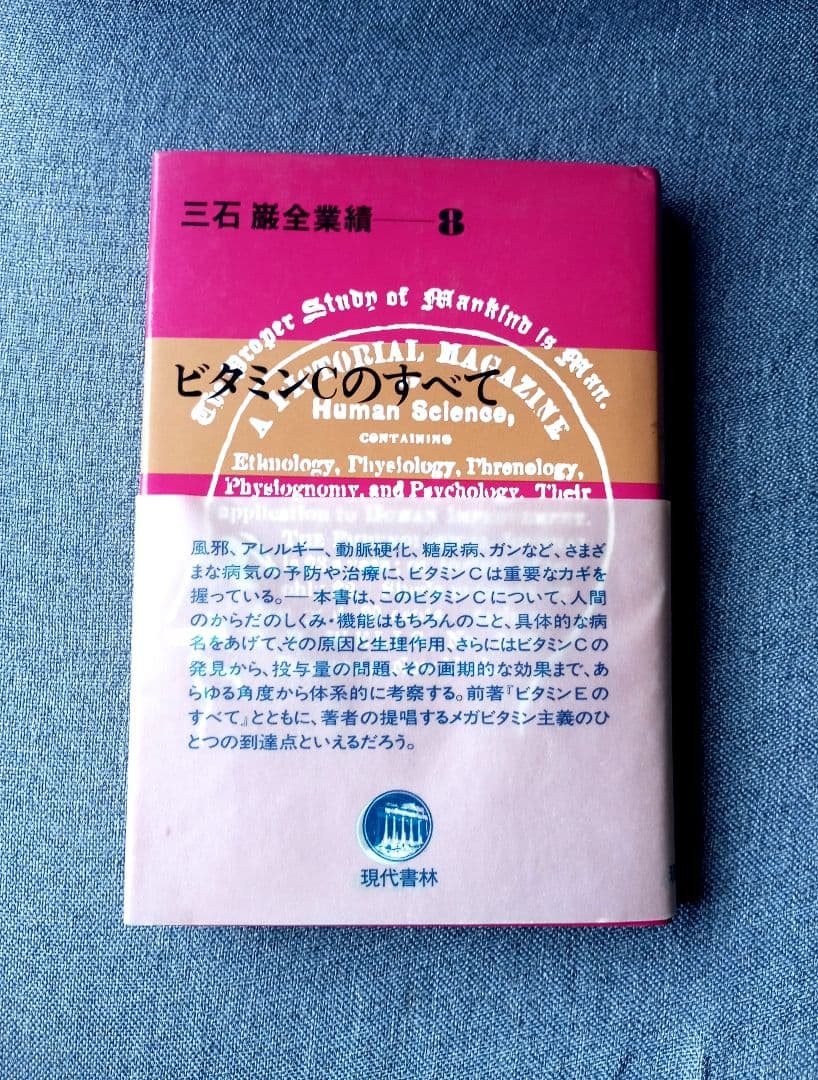 三石 巌全業績——8
The Proper Study of Mankind is Man.
A PICTORIAL MAGAZINE
ビタミンCのすべて
Human Science,
CONTAINING
Ethnology, Physiology, Phrenology,
Physiognomy, and Psychology, Their
application to HUMAN IMPROVEMENT.
風邪、アレルギー、動脈硬化、糖尿病、ガンなど、さまざ
まな病気の予防や治療に、ビタミンCは重要なカギを
握っている。——本書は、このビタミンCについて、人間
のからだのしくみ・機能はもちろんのこと、具体的な病
名をあげて、その原因と生理作用、さらにはビタミンCの
発見から、投与量の問題、その画期的な効果まで、あ
らゆる角度から体系的に考察する。前著『ビタミンEの
すべて』とともに、著者の提唱するメガビタミン主義のひ
とつの到達点といえるだろう。
現代書林